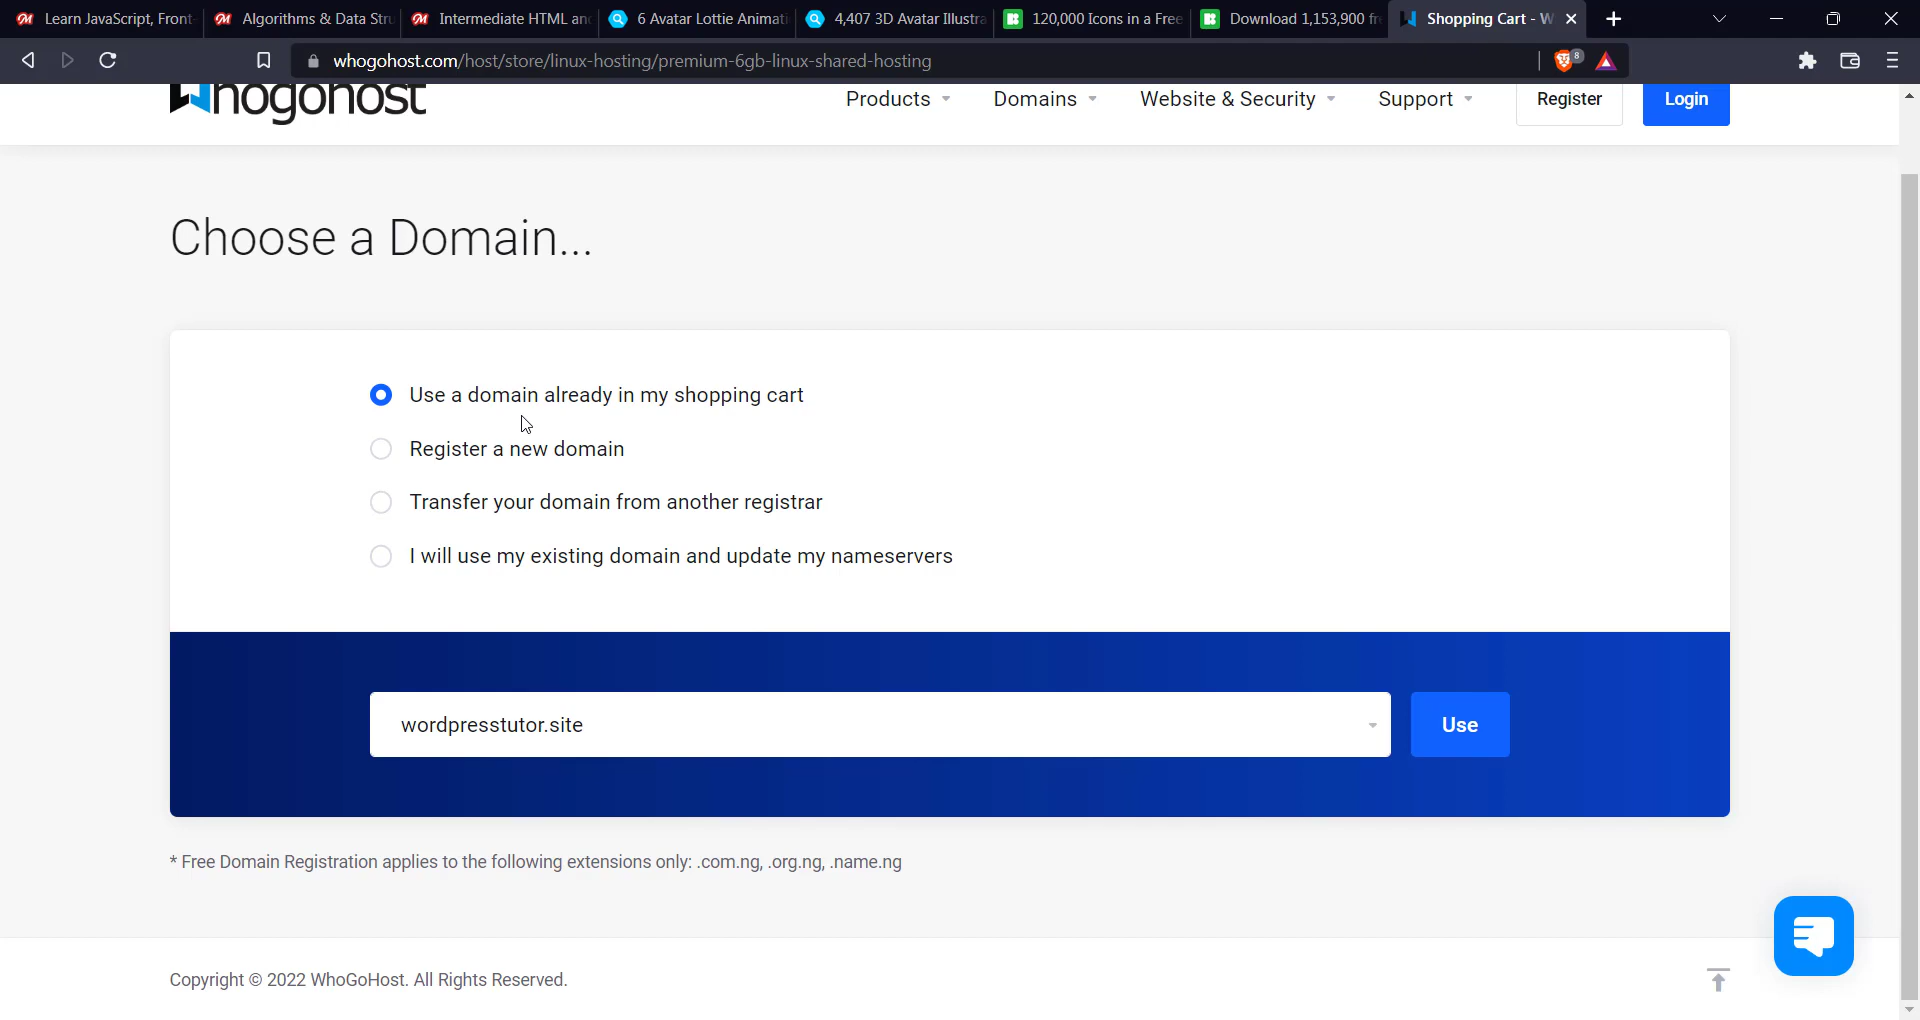 Learn JavaScript, Front-
Algorithms & Data Stru
Intermediate HTML an
6 Avatar Lottie Animati
4,407 3D Avatar Illustra
120,000 Icons in a Free
Download 1,153,900 fr
Shopping Cart - W
whogohost.com/host/store/linux-hosting/premium-6gb-linux-shared-hosting
8
Whogohost
Products
Domains
Website & Security
Support
Register
Login
Choose a Domain...
Use a domain already in my shopping cart
Register a new domain
Transfer your domain from another registrar
I will use my existing domain and update my nameservers
wordpresstutor.site
Use
* Free Domain Registration applies to the following extensions only: .com.ng, .org.ng, .name.ng
Copyright © 2022 WhoGoHost. All Rights Reserved.